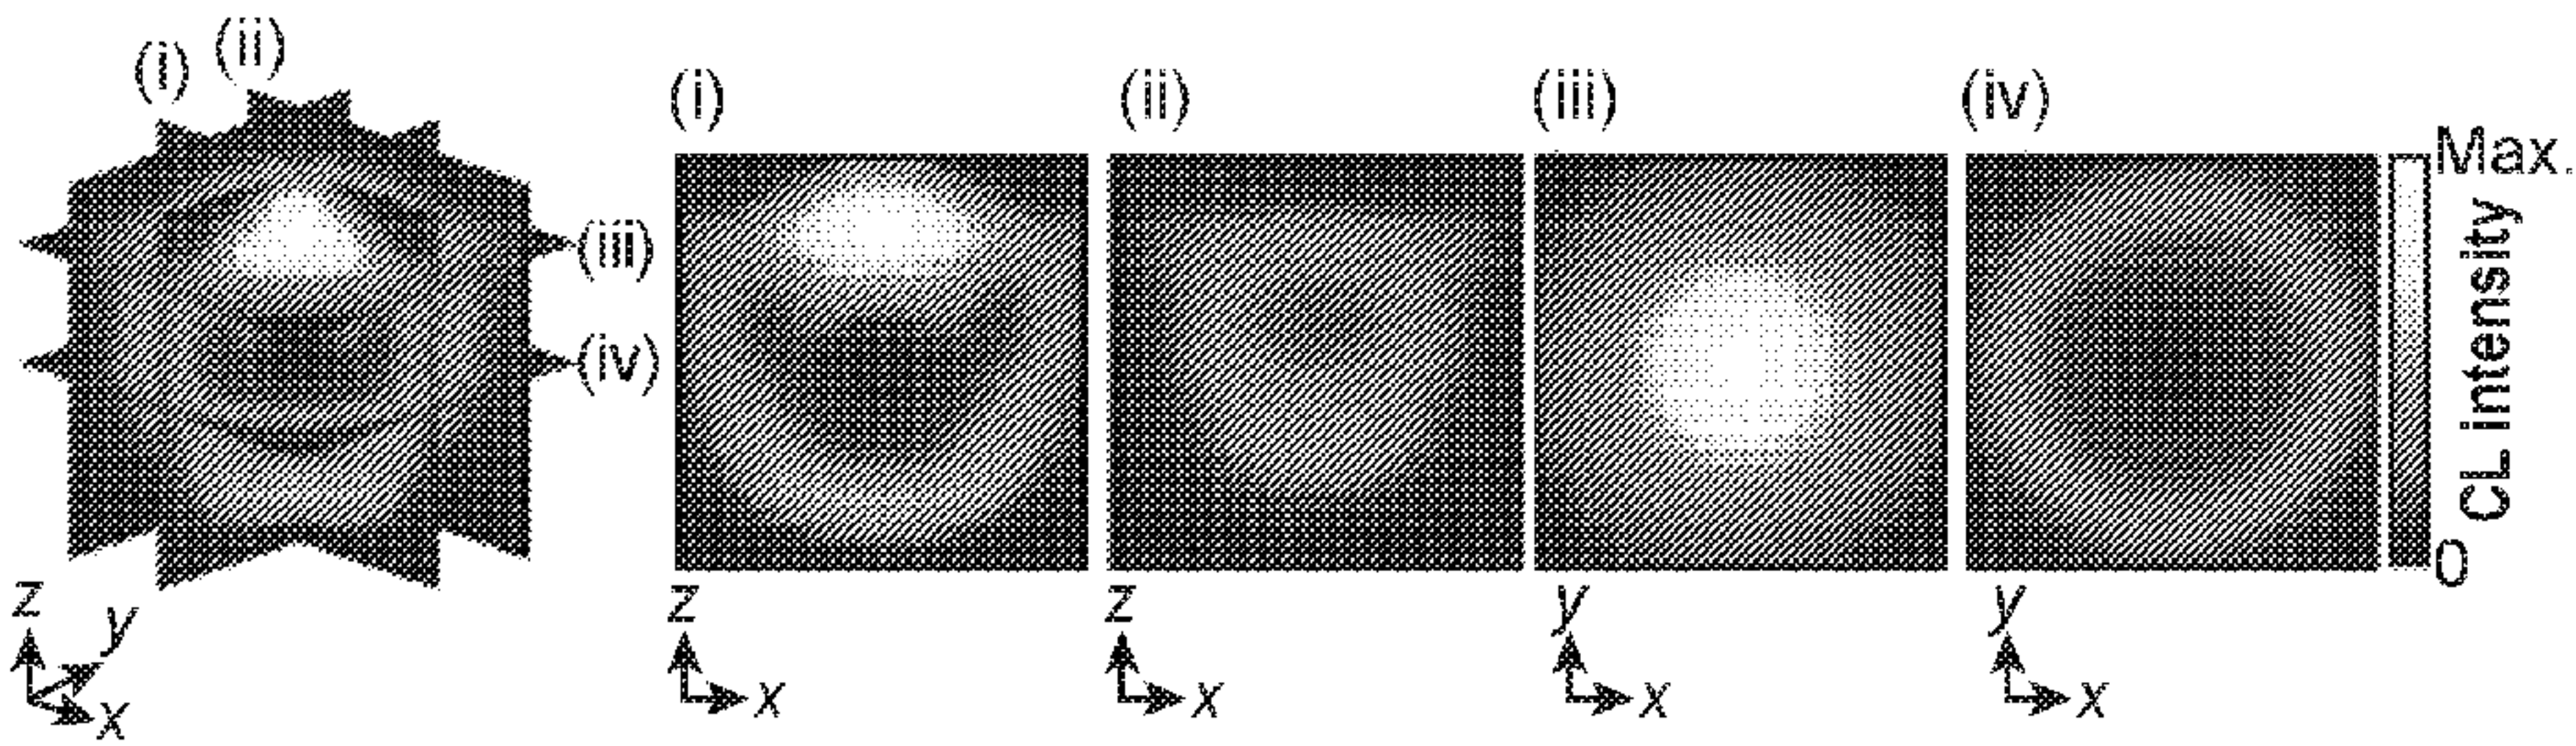 (i) (ii)
(iii)
(iv)
z
y
x
(i)
z
x
(ii)
z
x
(iii)
y
x
(iv)
y
x
Max.
CL intensity
0